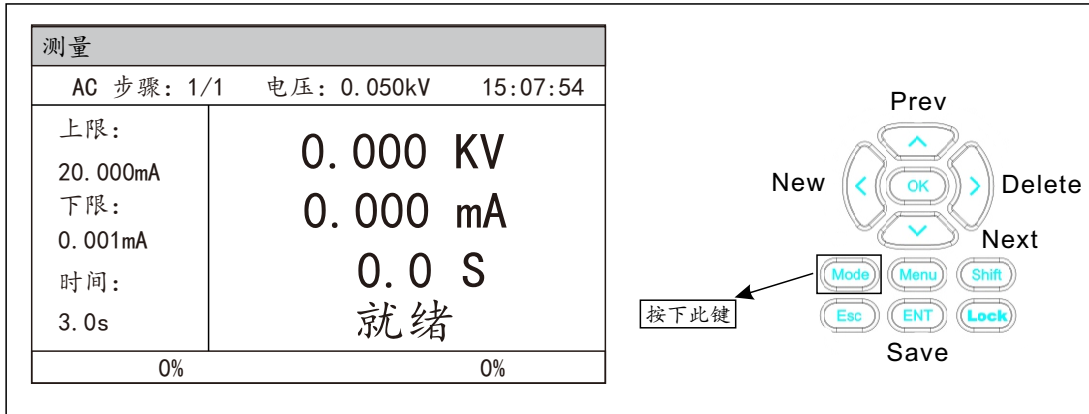 测量
AC 步骤: 1/1 电压: 0.050kV 15:07:54
上限:
20.000mA
下限:
0.001mA
时间:
3.0s
0.000 KV
0.000 mA
0.0 S
就绪
0% 0%
Prev
New OK Delete
Next
Mode Menu Shift
按下此键
Esc ENT Lock
Save